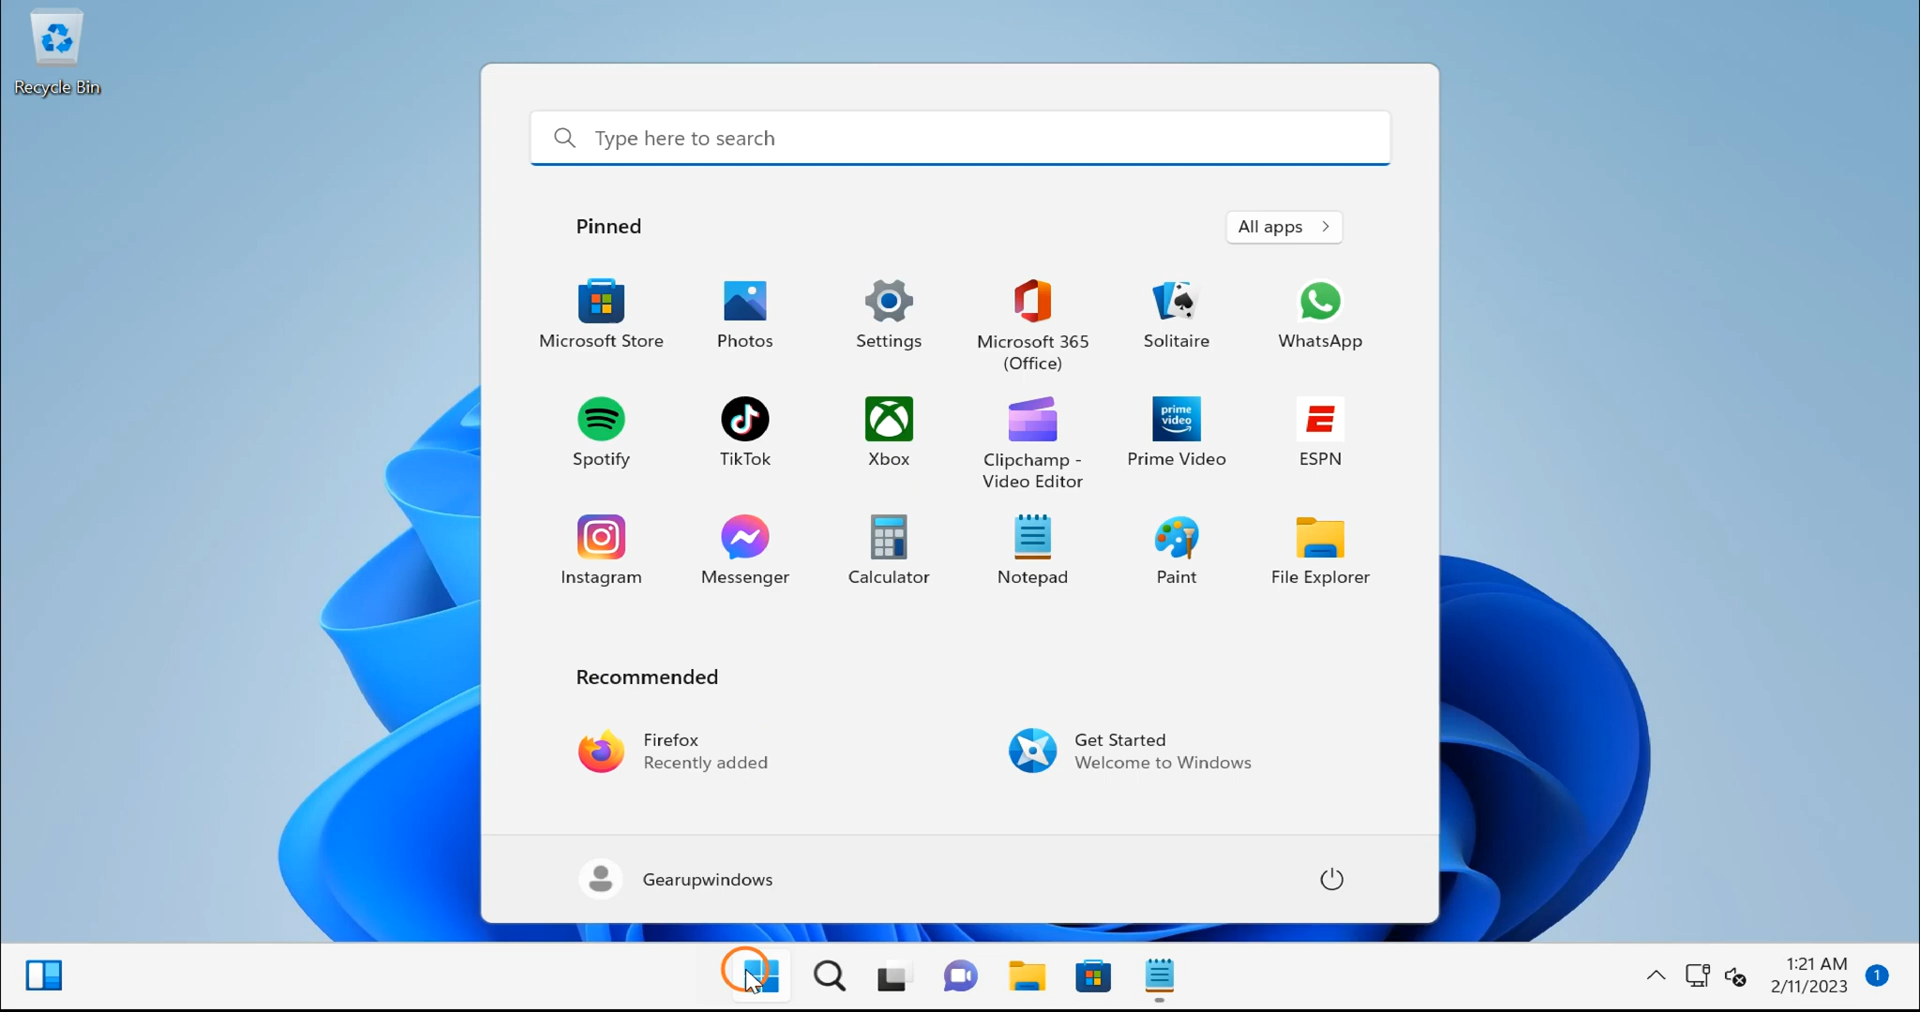 Recycle Bin
Type here to search
Pinned
All apps
Microsoft Store
Photos
Settings
Microsoft 365
(Office)
Solitaire
WhatsApp
Spotify
TikTok
Xbox
Clipchamp -
Video Editor
prime
video
Prime Video
ESPN
Instagram
Messenger
Calculator
Notepad
Paint
File Explorer
Recommended
Firefox
Recently added
Get Started
Welcome to Windows
Gearupwindows
1:21 AM
2/11/2023
1